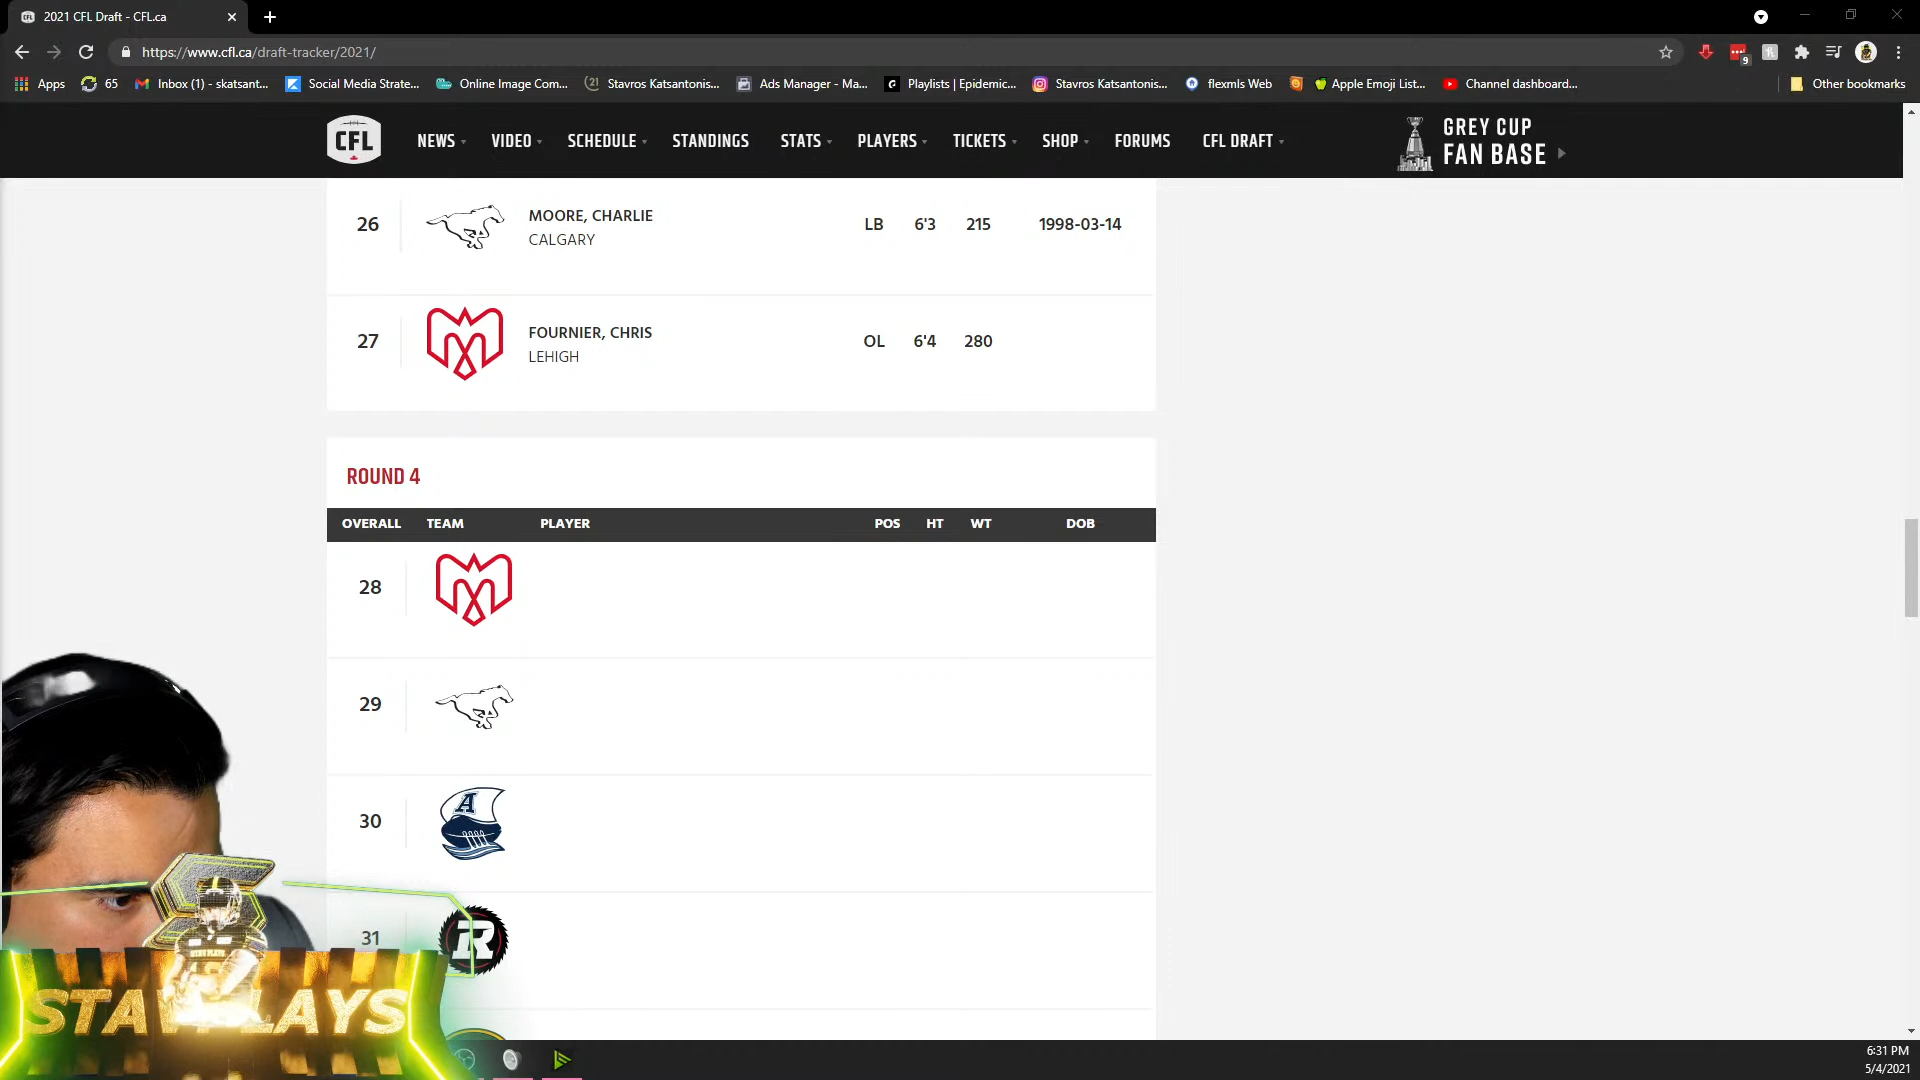 2021 CFL Draft - CFL.ca
https://www.cfl.ca/draft-tracker/2021/
9
Apps 65 Inbox (1) - skatsant... Social Media Strate... Online Image Com... Stavros Katsantonis... Ads Manager - Ma... Playlists | Epidemic... Stavros Katsantonis... flexmls Web Apple Emoji List... Channel dashboard... Other bookmarks
CFL NEWS VIDEO SCHEDULE STANDINGS STATS PLAYERS TICKETS SHOP FORUMS CFL DRAFT
GREY CUP
FAN BASE
26 MOORE, CHARLIE LB 6'3 215 1998-03-14
CALGARY
27 FOURNIER, CHRIS OL 6'4 280
LEHIGH
ROUND 4
OVERALL TEAM PLAYER POS HT WT DOB
28
29
30 A
31 R
STAV PLAYS
6:31 PM
5/4/2021